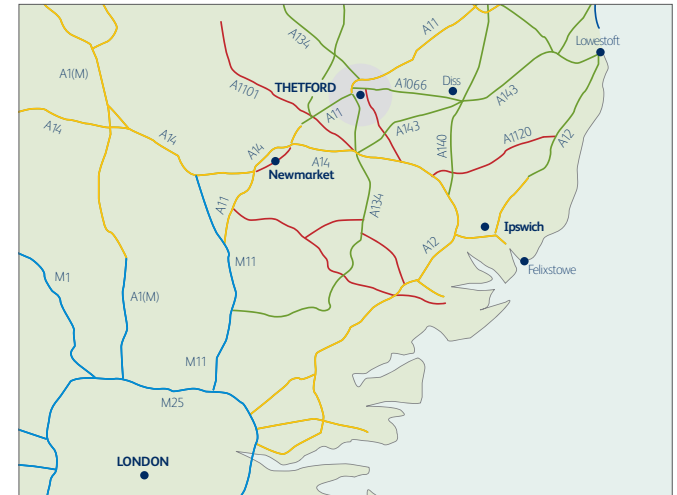 A11
A134
Lowestoft
A1(M)
A1101
THETFORD
A1066
Diss
A143
A11
A14
A14
A143
A1120
A12
A140
A14
A14
Newmarket
A11
A134
Ipswich
A12
M11
Felixstowe
M1
A1(M)
M11
M25
LONDON